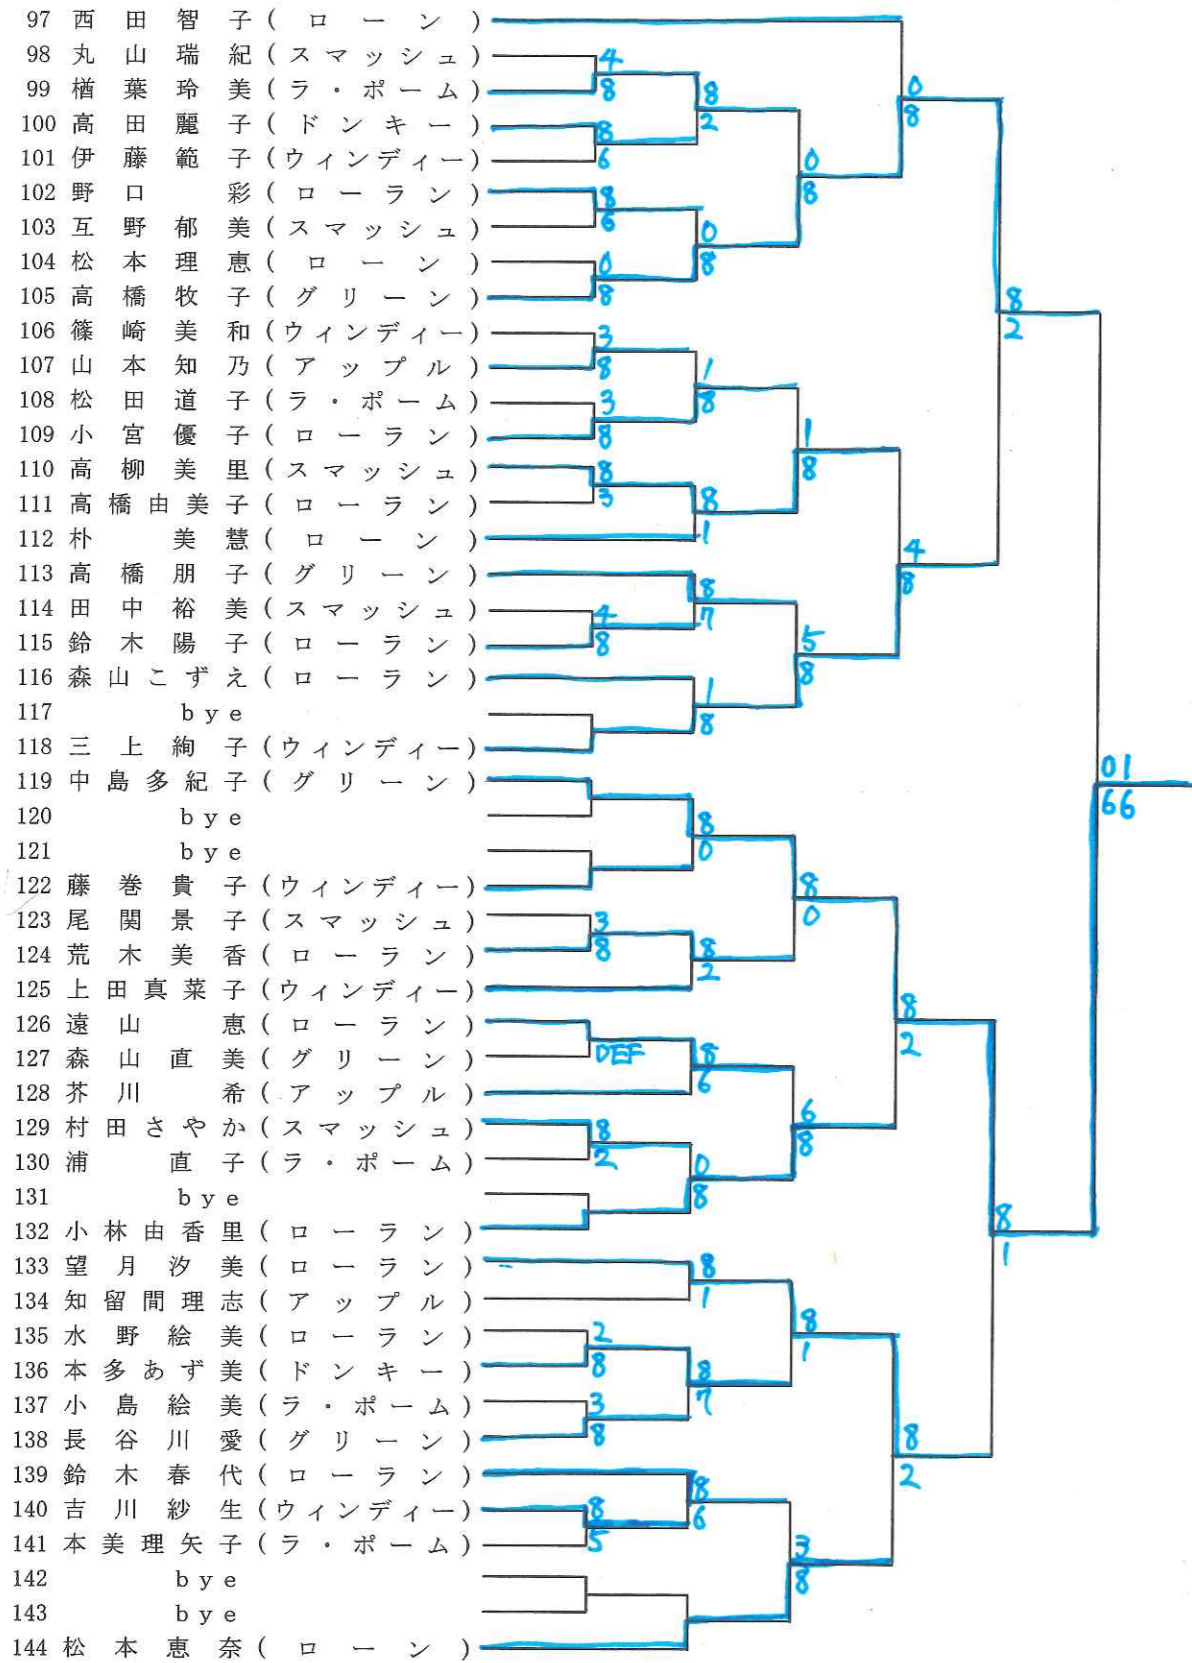 97 西田智子(ローン)
98 丸山瑞紀(スマッシュ) 4
99 楢葉玲美(ラ・ポーム) 8 8 0
100 高田麗子(ドンキー) 8 2 8
101 伊藤範子(ウィンディー) 6 0
102 野口 彩(ローラン) 8 8
103 互野郁美(スマッシュ) 6 0
104 松本理恵(ローン) 0 8
105 高橋牧子(グリーン) 8 8
106 篠崎美和(ウィンディー) 3 2
107 山本知乃(アップル) 8 1
108 松田道子(ラ・ポーム) 3 8
109 小宮優子(ローラン) 8 1
110 高柳美里(スマッシュ) 8 8
111 高橋由美子(ローラン) 3 8
112 朴 美慧(ローン) 1 4
113 高橋朋子(グリーン) 8 8
114 田中裕美(スマッシュ) 4 7
115 鈴木陽子(ローラン) 8 5
116 森山こずえ(ローラン) 1 8
117 bye 8
118 三上絢子(ウィンディー)
119 中島多紀子(グリーン) 01
120 bye 8 66
121 bye 0
122 藤巻貴子(ウィンディー) 8
123 尾関景子(スマッシュ) 3 0
124 荒木美香(ローラン) 8 8
125 上田真菜子(ウィンディー) 2 8
126 遠山 恵(ローラン) 2
127 森山直美(グリーン) DEF 8
128 芥川 希(アップル) 6 6
129 村田さやか(スマッシュ) 8 8
130 浦 直子(ラ・ポーム) 2 0
131 bye 8
132 小林由香里(ローラン) 8
133 望月汐美(ローラン) 8 1
134 知留間理志(アップル) 1
135 水野絵美(ローラン) 2 8
136 本多あず美(ドンキー) 8 8 1
137 小島絵美(ラ・ポーム) 3 7
138 長谷川愛(グリーン) 8 8
139 鈴木春代(ローラン) 8 2
140 吉川紗生(ウィンディー) 8 6
141 本美理矢子(ラ・ポーム) 5 3
142 bye 8
143 bye
144 松本恵奈(ローン)